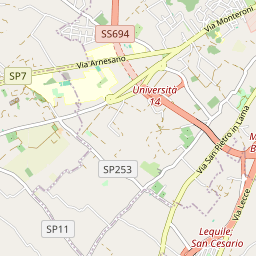 Via Monteroni
SS694
Via Arnesano
SP7
Università
14
Via San Pietro in Lama
SP253
Via Lecce
SP11
Lequile;
San Cesario